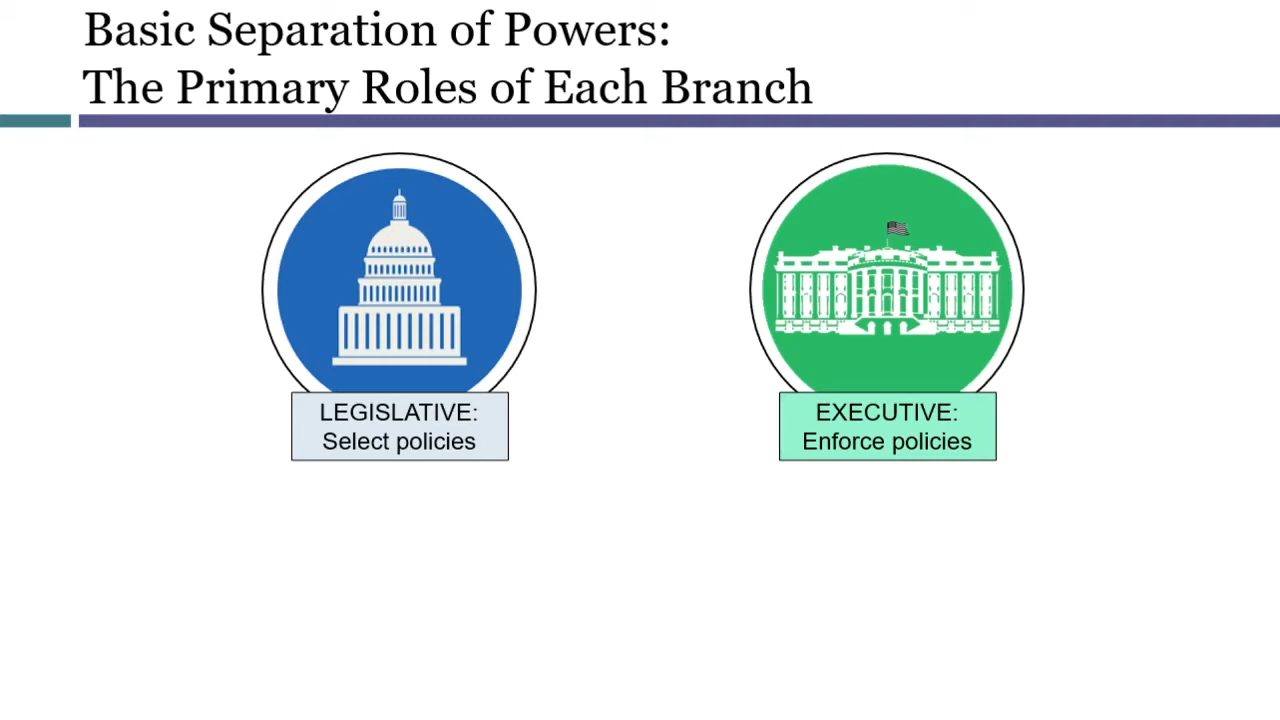 Basic Separation of Powers:
The Primary Roles of Each Branch
LEGISLATIVE:
Select policies
EXECUTIVE:
Enforce policies